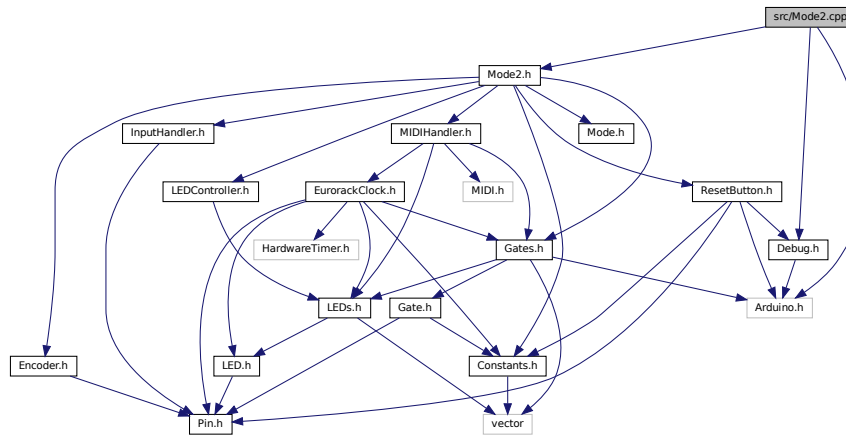 src/Mode2.cpp
Mode2.h
InputHandler.h
MIDIHandler.h
Mode.h
LEDController.h
EurorackClock.h
MIDI.h
ResetButton.h
HardwareTimer.h
Gates.h
Debug.h
LEDs.h
Gate.h
Arduino.h
Encoder.h
LED.h
Constants.h
Pin.h
vector